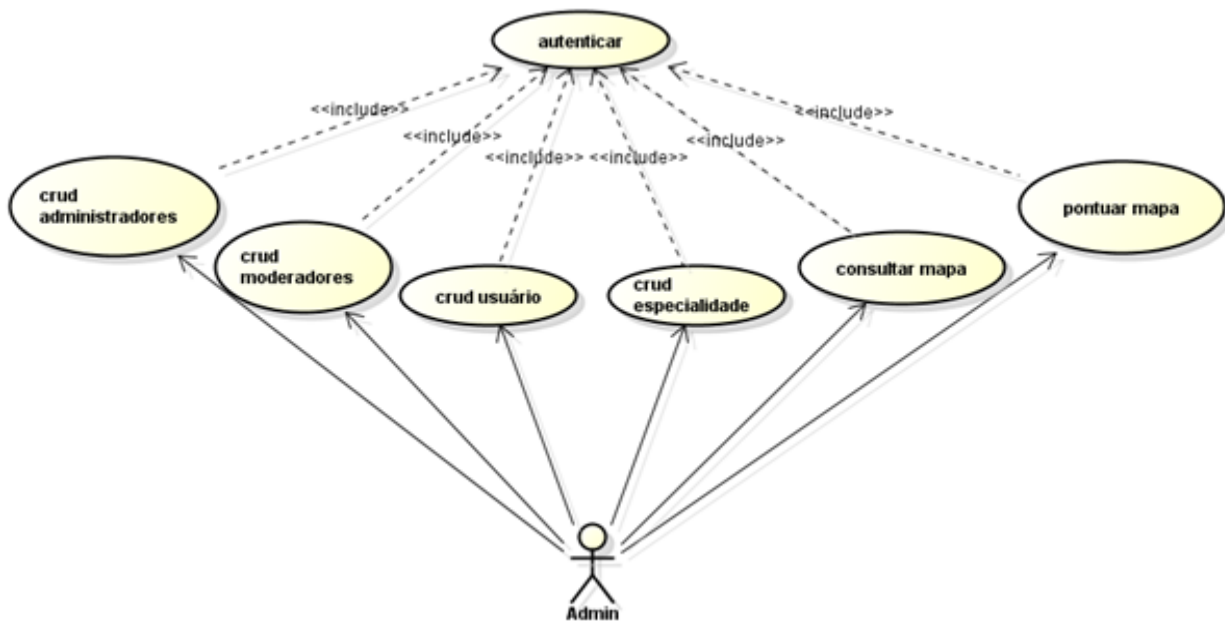 autenticar
<<include>>
<<include>>
<<include>>
<<include>>
<<include>>
<<include>>
crud
administradores
crud
moderadores
crud usuário
crud
especialidade
consultar mapa
pontuar mapa
Admin